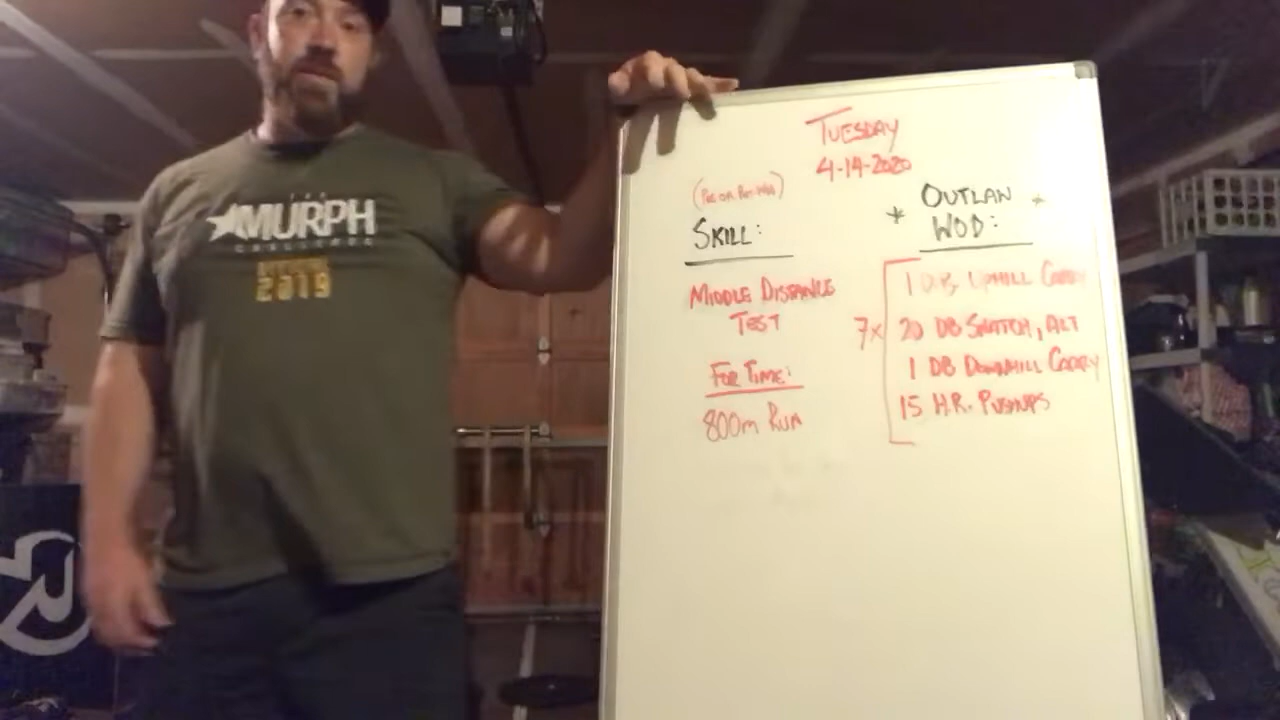 MURPH
CHALLENGE
2019
TUESDAY
4-14-2020
(PRE OR POST-WOD)
SKILL:
MIDDLE DISTANCE
TEST
FOR TIME:
800m RUN
* OUTLAW *
WOD:
7x
1 D.B. UPHILL CARRY
20 DB SNATCH, ALT
1 DB DOWNHILL CARRY
15 H.R. PUSHUPS